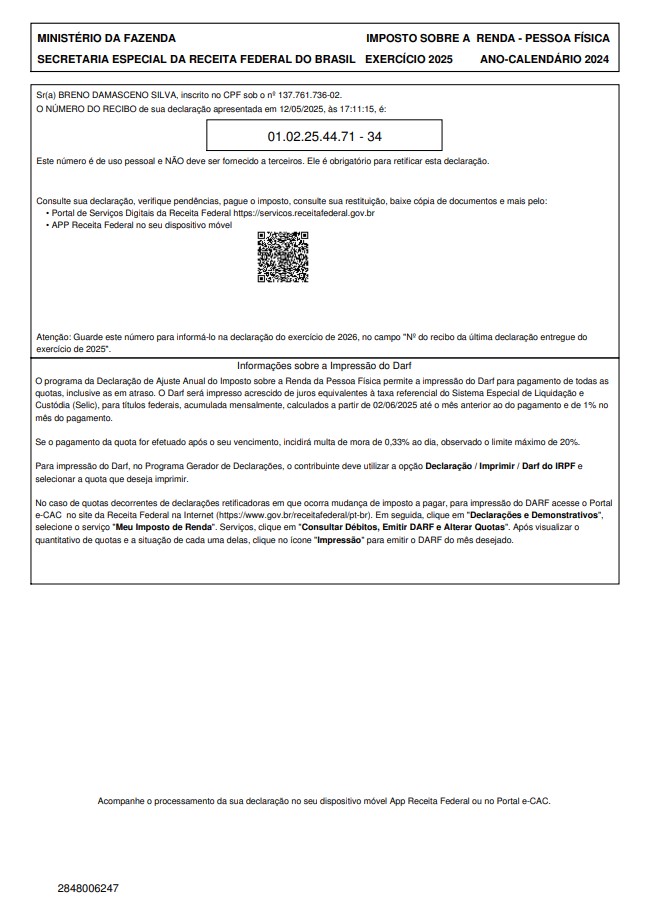 MINISTÉRIO DA FAZENDA IMPOSTO SOBRE A RENDA - PESSOA FÍSICA
SECRETARIA ESPECIAL DA RECEITA FEDERAL DO BRASIL EXERCÍCIO 2025 ANO-CALENDÁRIO 2024
Sr(a) BRENO DAMASCENO SILVA, inscrito no CPF sob o nº 137.761.736-02.
O NÚMERO DO RECIBO de sua declaração apresentada em 12/05/2025, às 17:11:15, é:
01.02.25.44.71 - 34
Este número é de uso pessoal e NÃO deve ser fornecido a terceiros. Ele é obrigatório para retificar esta declaração.
Consulte sua declaração, verifique pendências, pague o imposto, consulte sua restituição, baixe cópia de documentos e mais pelo:
• Portal de Serviços Digitais da Receita Federal https://servicos.receitafederal.gov.br
• APP Receita Federal no seu dispositivo móvel
Atenção: Guarde este número para informá-lo na declaração do exercício de 2026, no campo "Nº do recibo da última declaração entregue do
exercício de 2025".
Informações sobre a Impressão do Darf
O programa da Declaração de Ajuste Anual do Imposto sobre a Renda da Pessoa Física permite a impressão do Darf para pagamento de todas as
quotas, inclusive as em atraso. O Darf será impresso acrescido de juros equivalentes à taxa referencial do Sistema Especial de Liquidação e
Custódia (Selic), para títulos federais, acumulada mensalmente, calculados a partir de 02/06/2025 até o mês anterior ao do pagamento e de 1% no
mês do pagamento.
Se o pagamento da quota for efetuado após o seu vencimento, incidirá multa de mora de 0,33% ao dia, observado o limite máximo de 20%.
Para impressão do Darf, no Programa Gerador de Declarações, o contribuinte deve utilizar a opção Declaração / Imprimir / Darf do IRPF e
selecionar a quota que deseja imprimir.
No caso de quotas decorrentes de declarações retificadoras em que ocorra mudança de imposto a pagar, para impressão do DARF acesse o Portal
e-CAC no site da Receita Federal na Internet (https://www.gov.br/receitafederal/pt-br). Em seguida, clique em "Declarações e Demonstrativos",
selecione o serviço "Meu Imposto de Renda". Serviços, clique em "Consultar Débitos, Emitir DARF e Alterar Quotas". Após visualizar o
quantitativo de quotas e a situação de cada uma delas, clique no ícone "Impressão" para emitir o DARF do mês desejado.
Acompanhe o processamento da sua declaração no seu dispositivo móvel App Receita Federal ou no Portal e-CAC.
2848006247